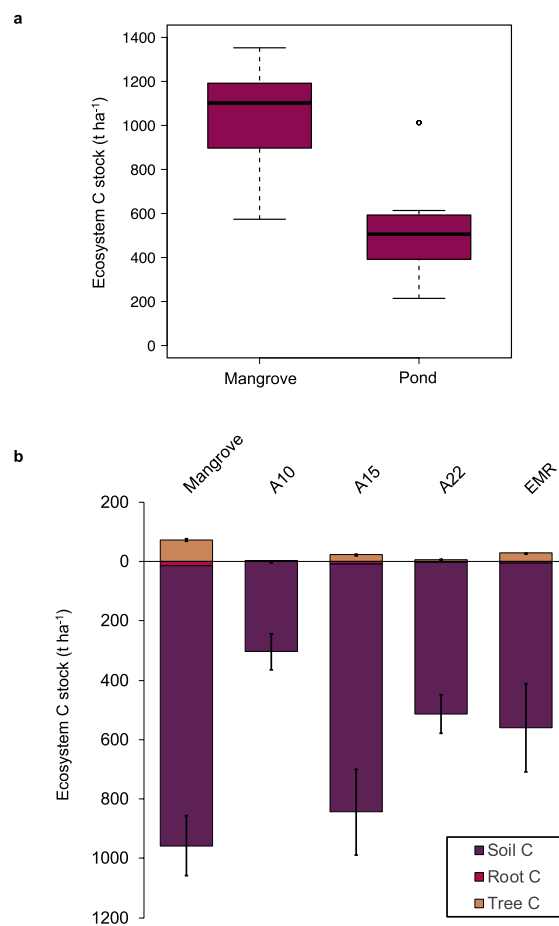 a
1400
1200
1000
800
600
400
200
0
Ecosystem C stock (t ha-1)
Mangrove Pond
b
Mangrove A10 A15 A22 EMR
200
0
200
400
600
800
1000
1200
Ecosystem C stock (t ha-1)
Soil C
Root C
Tree C